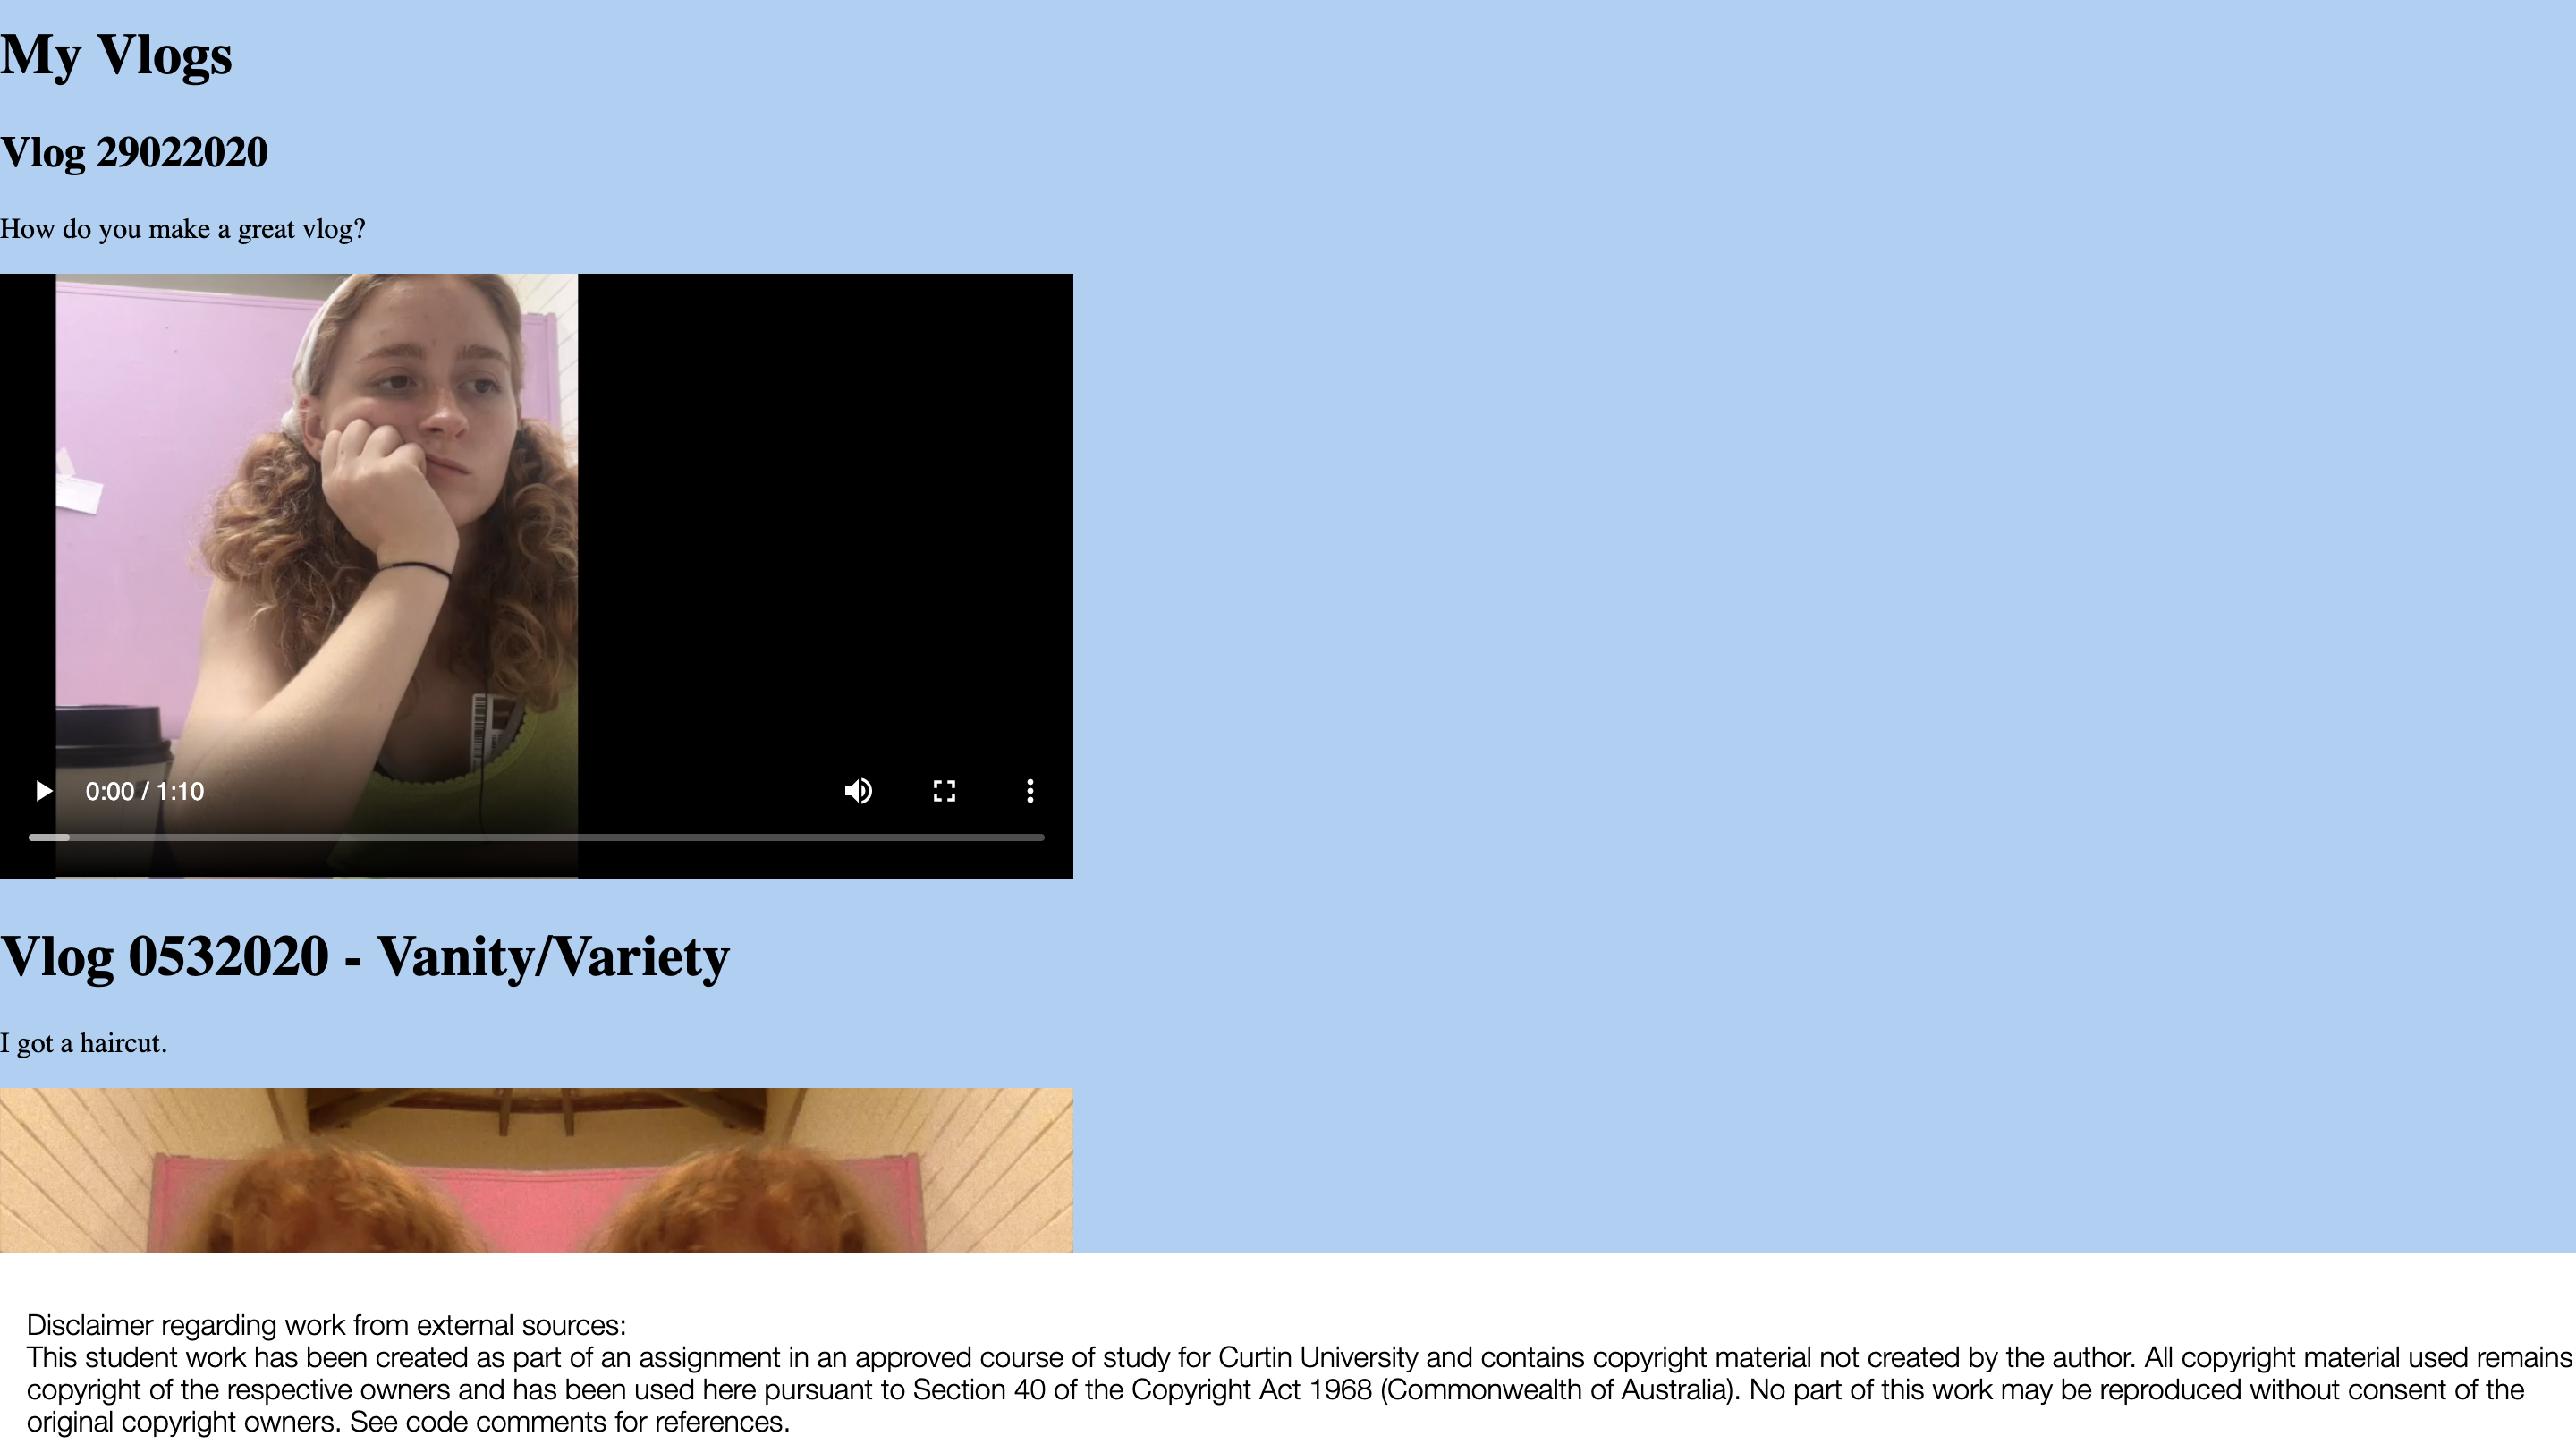 My Vlogs
Vlog 29022020
How do you make a great vlog?
0:00 / 1:10
Vlog 0532020 - Vanity/Variety
I got a haircut.
Disclaimer regarding work from external sources:
This student work has been created as part of an assignment in an approved course of study for Curtin University and contains copyright material not created by the author. All copyright material used remains
copyright of the respective owners and has been used here pursuant to Section 40 of the Copyright Act 1968 (Commonwealth of Australia). No part of this work may be reproduced without consent of the
original copyright owners. See code comments for references.